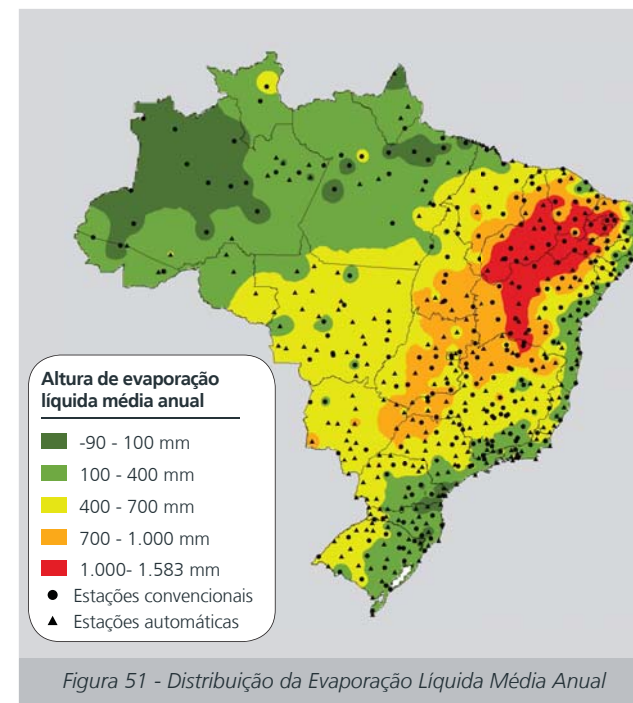 Altura de evaporação
líquida média anual
-90 - 100 mm
100 - 400 mm
400 - 700 mm
700 - 1.000 mm
1.000- 1.583 mm
Estações convencionais
Estações automáticas
Figura 51 - Distribuição da Evaporação Líquida Média Anual